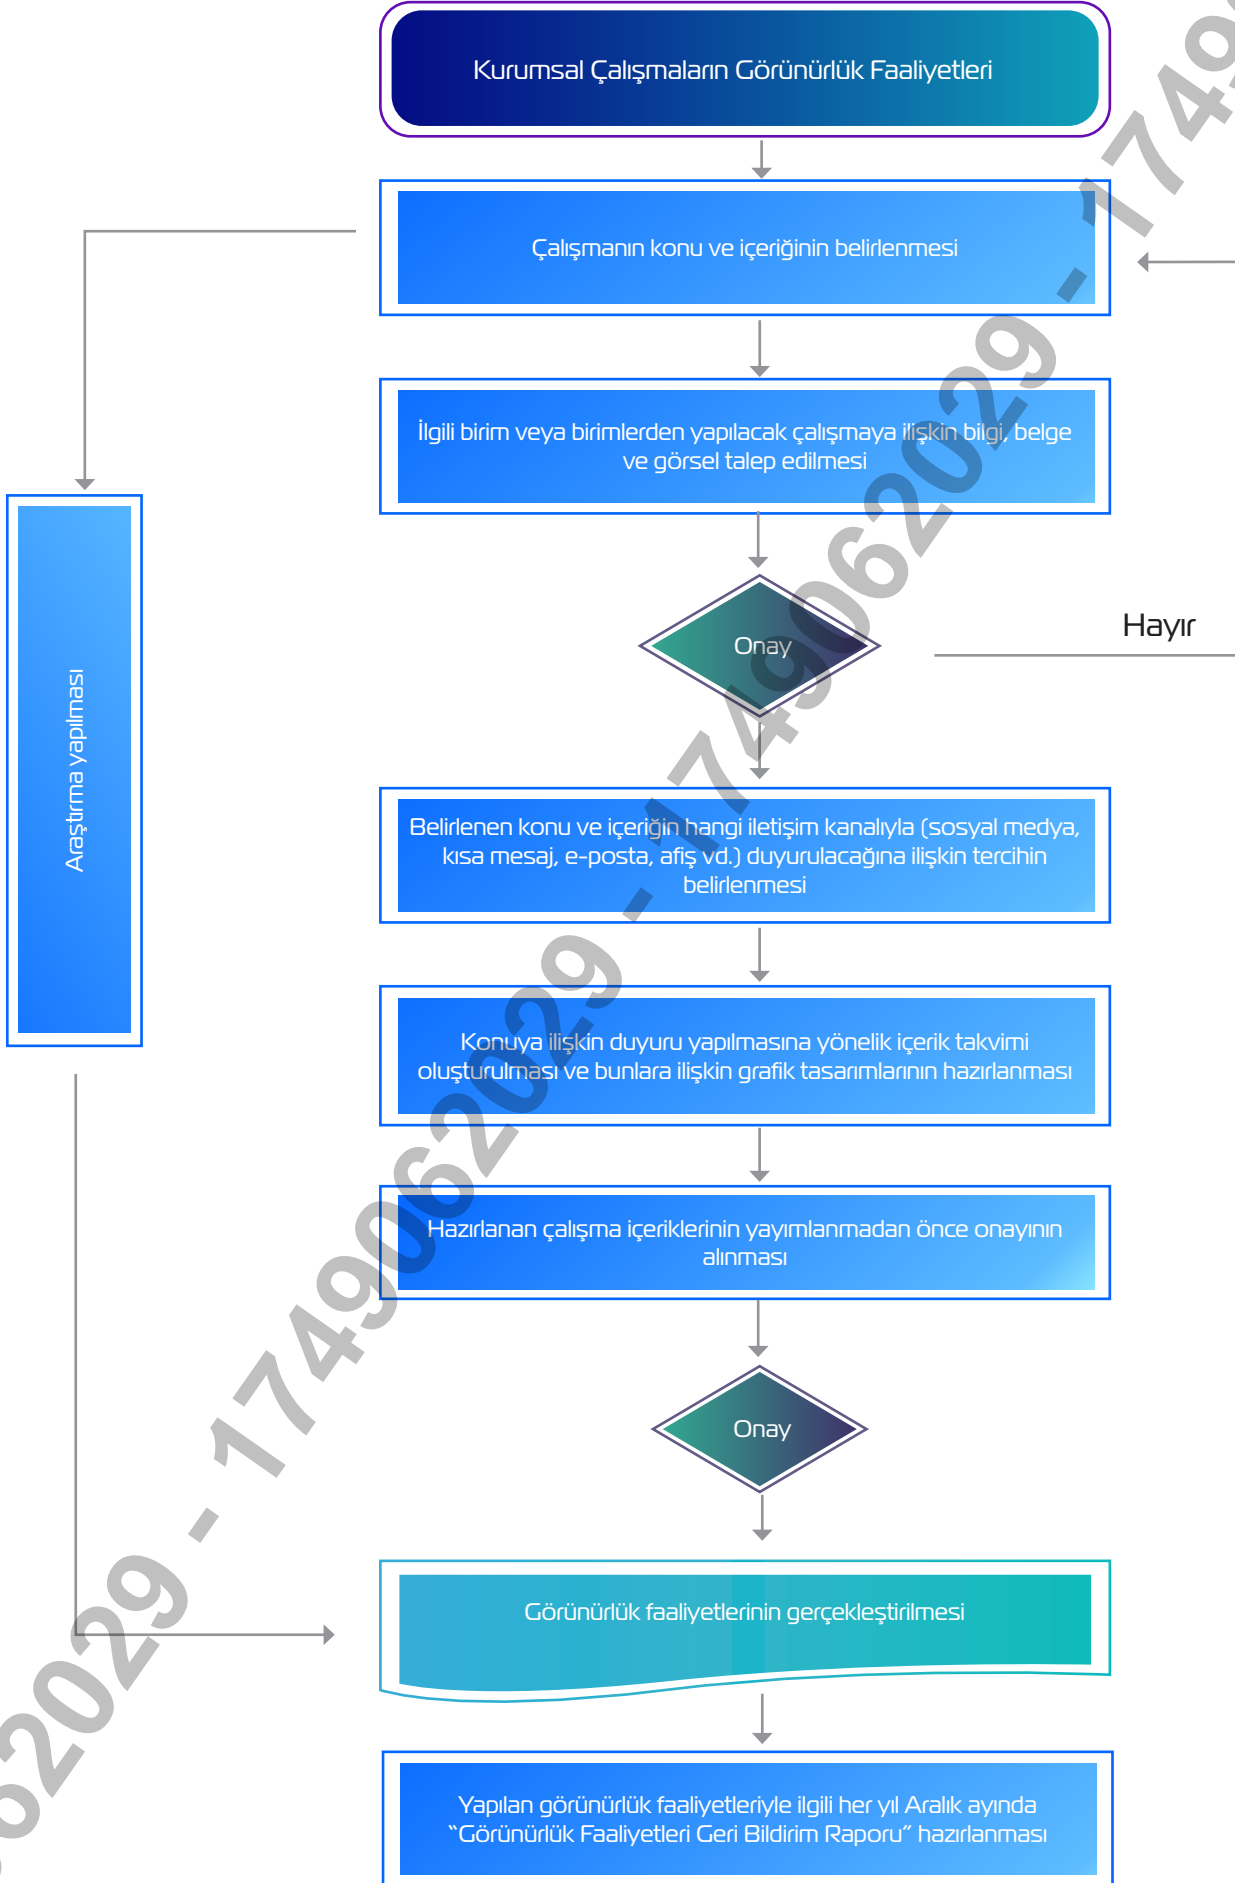 Kurumsal Çalışmaların Görünürlük Faaliyetleri
Çalışmanın konu ve içeriğinin belirlenmesi
İlgili birim veya birimlerden yapılacak çalışmaya ilişkin bilgi, belge
ve görsel talep edilmesi
Onay
Hayır
Araştırma yapılması
Belirlenen konu ve içeriğin hangi iletişim kanalıyla (sosyal medya,
kısa mesaj, e-posta, afiş vd.) duyurulacağına ilişkin tercihin
belirlenmesi
Konuya ilişkin duyuru yapılmasına yönelik içerik takvimi
oluşturulması ve bunlara ilişkin grafik tasarımlarının hazırlanması
Hazırlanan çalışma içeriklerinin yayımlanmadan önce onayının
alınması
Onay
Görünürlük faaliyetlerinin gerçekleştirilmesi
Yapılan görünürlük faaliyetleriyle ilgili her yıl Aralık ayında
“Görünürlük Faaliyetleri Geri Bildirim Raporu” hazırlanması
62029 - 1749062029 - 1749062029 - 1749